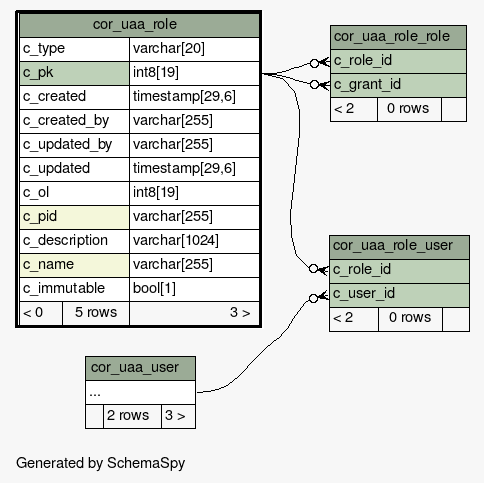 cor_uaa_role
c_type varchar[20]
c_pk int8[19]
c_created timestamp[29,6]
c_created_by varchar[255]
c_updated_by varchar[255]
c_updated timestamp[29,6]
c_ol int8[19]
c_pid varchar[255]
c_description varchar[1024]
c_name varchar[255]
c_immutable bool[1]
< 0 5 rows 3 >
cor_uaa_role_role
c_role_id
c_grant_id
< 2 0 rows
cor_uaa_role_user
c_role_id
c_user_id
< 2 0 rows
cor_uaa_user
...
2 rows 3 >
Generated by SchemaSpy